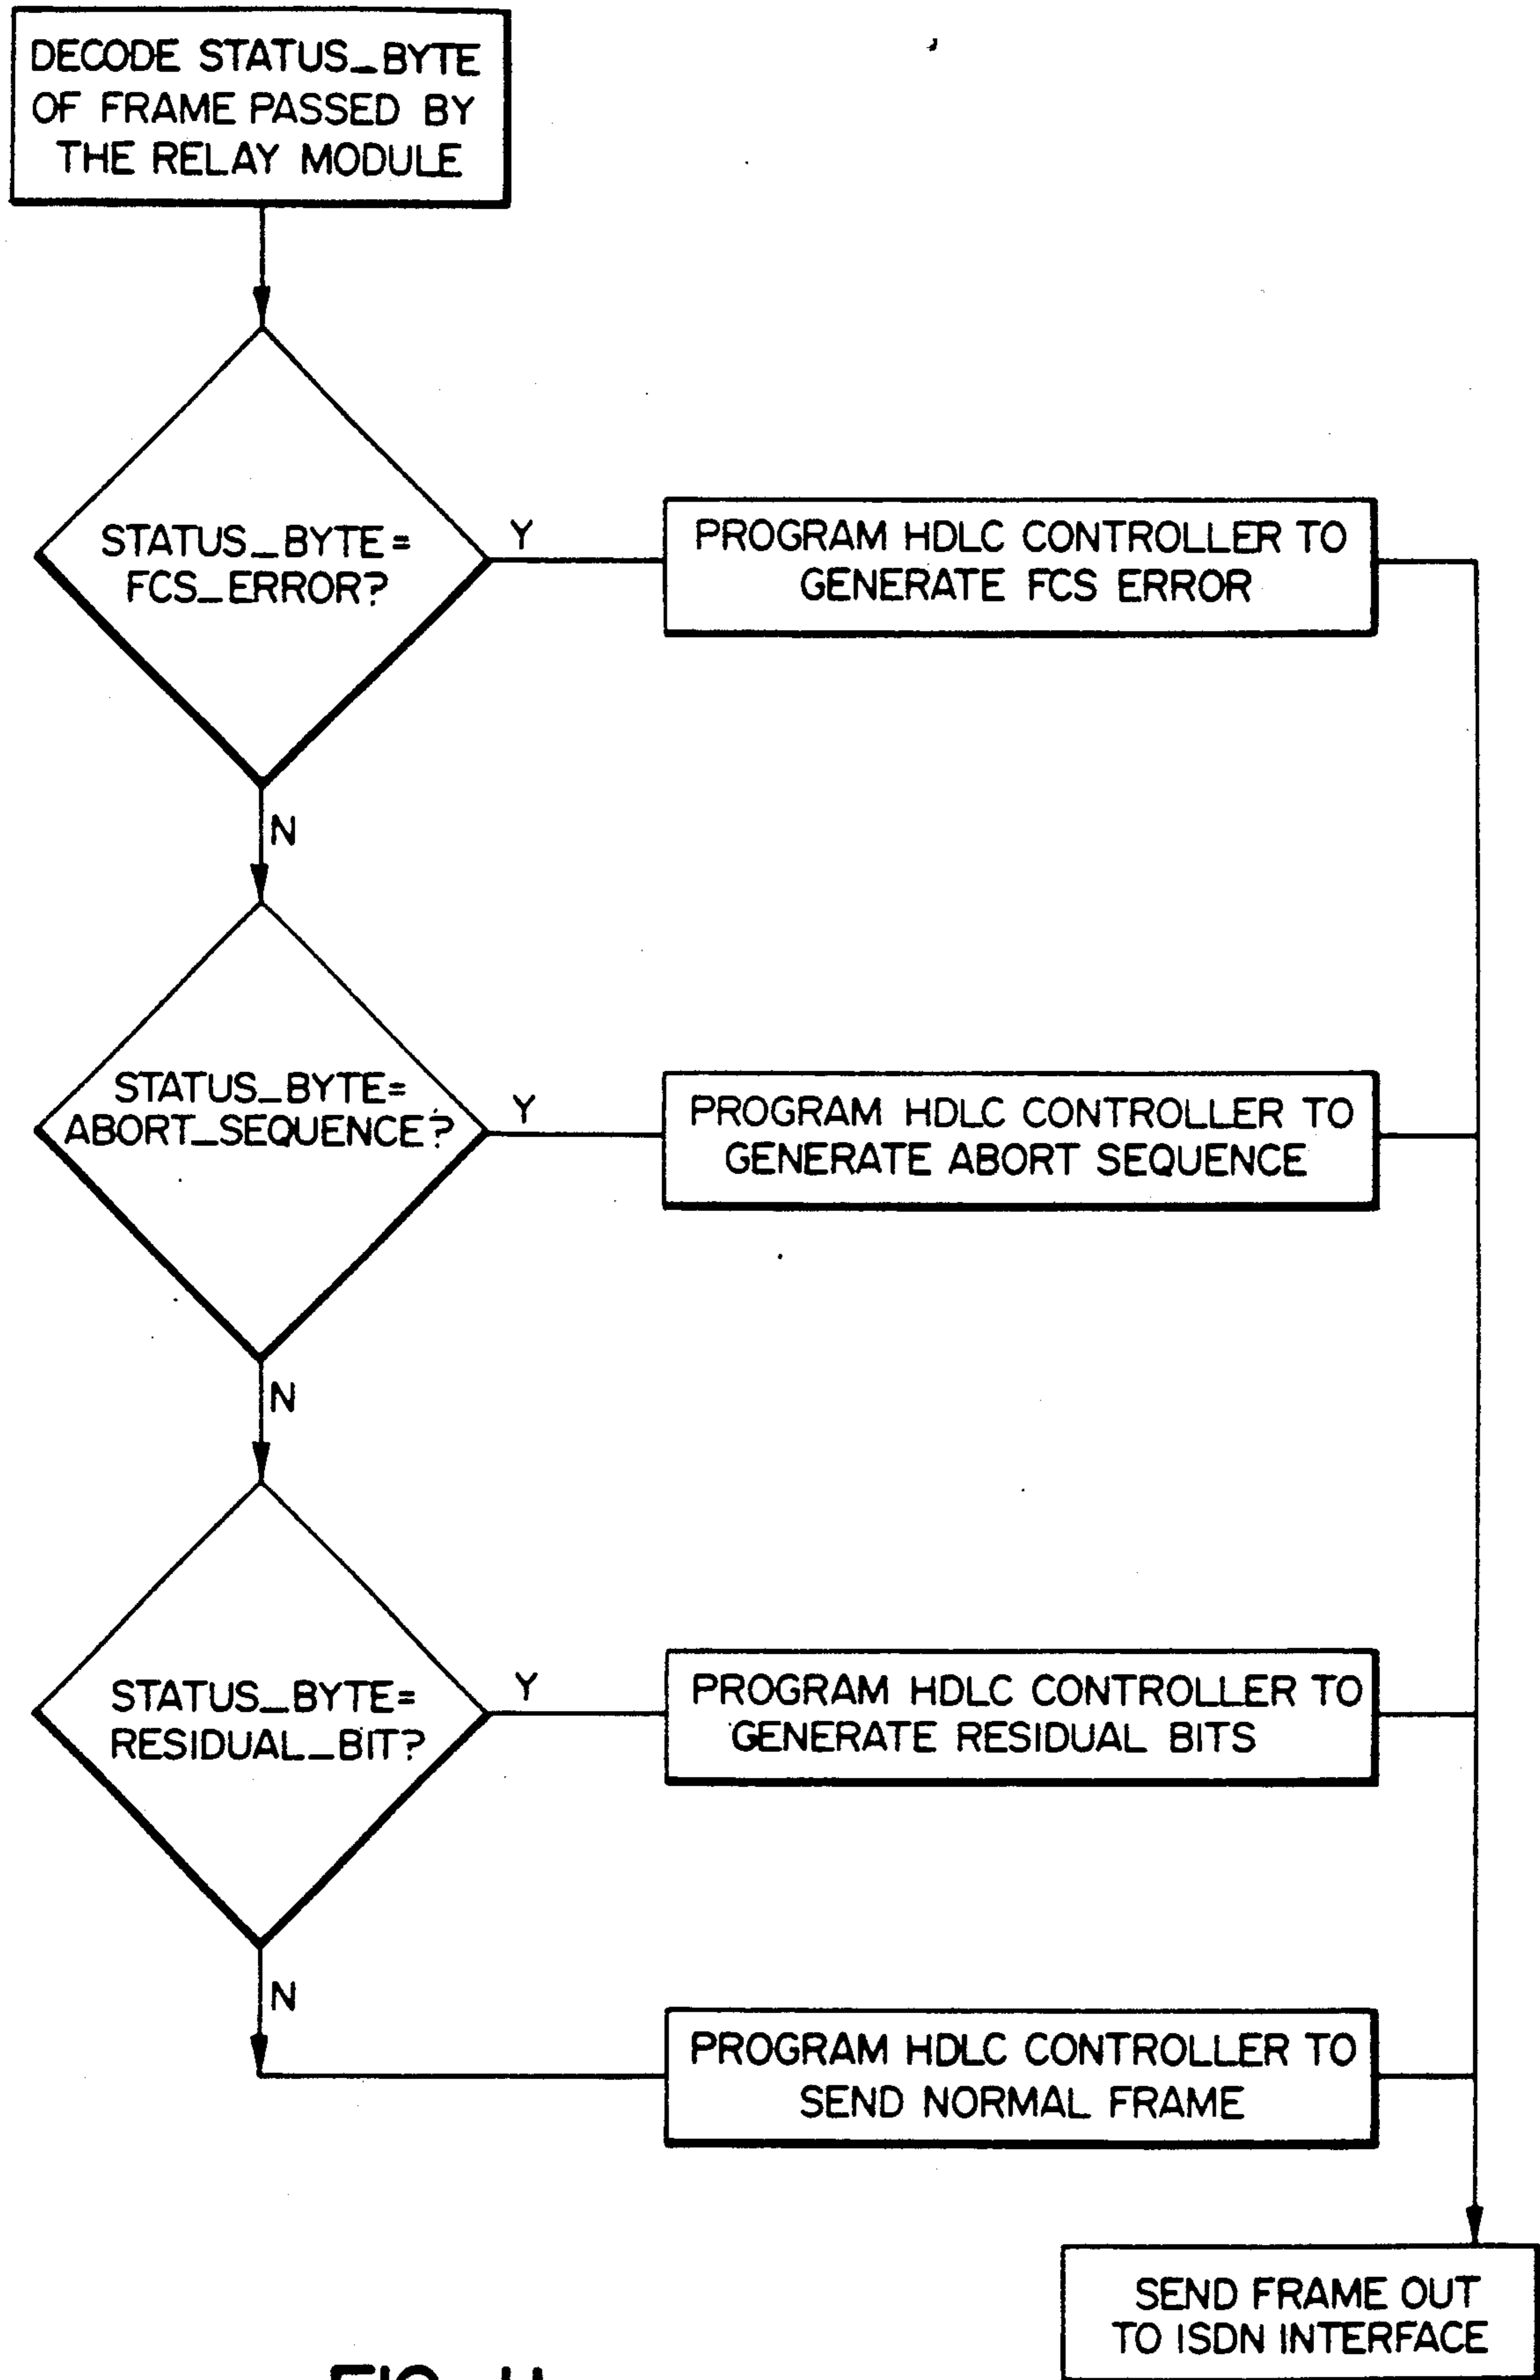 DECODE STATUS_BYTE
OF FRAME PASSED BY
THE RELAY MODULE
STATUS_BYTE=
FCS_ERROR?
Y
PROGRAM HDLC CONTROLLER TO
GENERATE FCS ERROR
N
STATUS_BYTE=
ABORT_SEQUENCE?
Y
PROGRAM HDLC CONTROLLER TO
GENERATE ABORT SEQUENCE
N
STATUS_BYTE=
RESIDUAL_BIT?
Y
PROGRAM HDLC CONTROLLER TO
GENERATE RESIDUAL BITS
N
PROGRAM HDLC CONTROLLER TO
SEND NORMAL FRAME
SEND FRAME OUT
TO ISDN INTERFACE